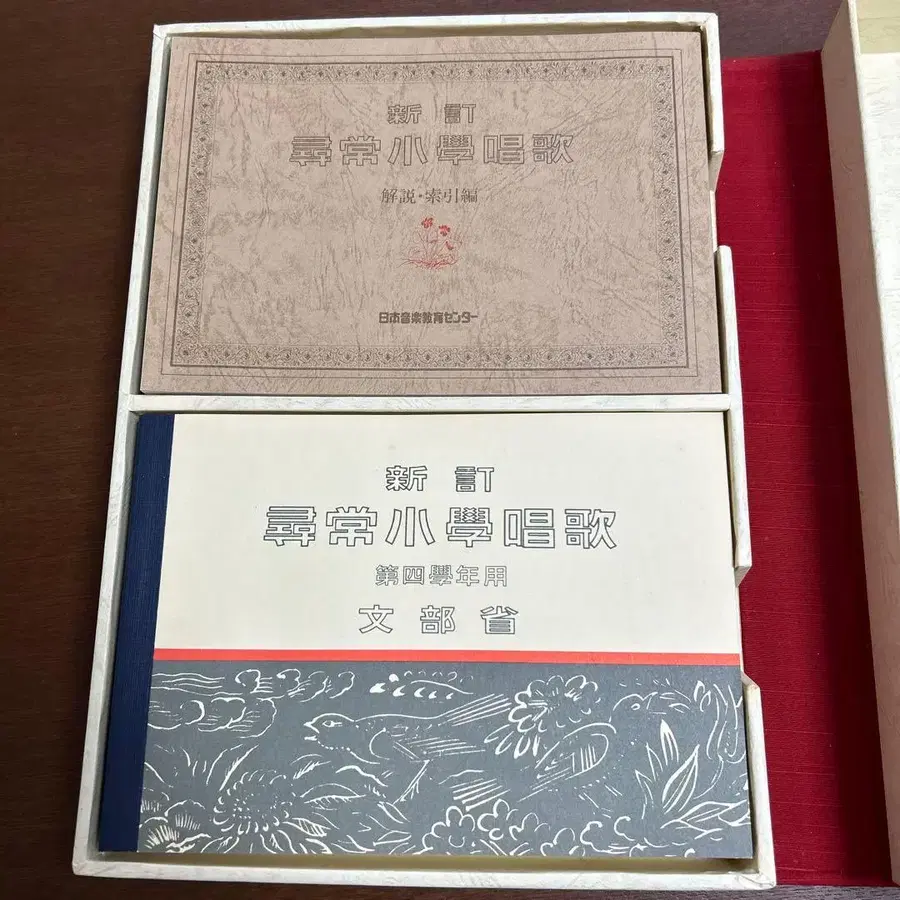 新訂
尋常小學唱歌
解説・索引編
日本音楽教育センター
新訂
尋常小學唱歌
第四學年用
文部省